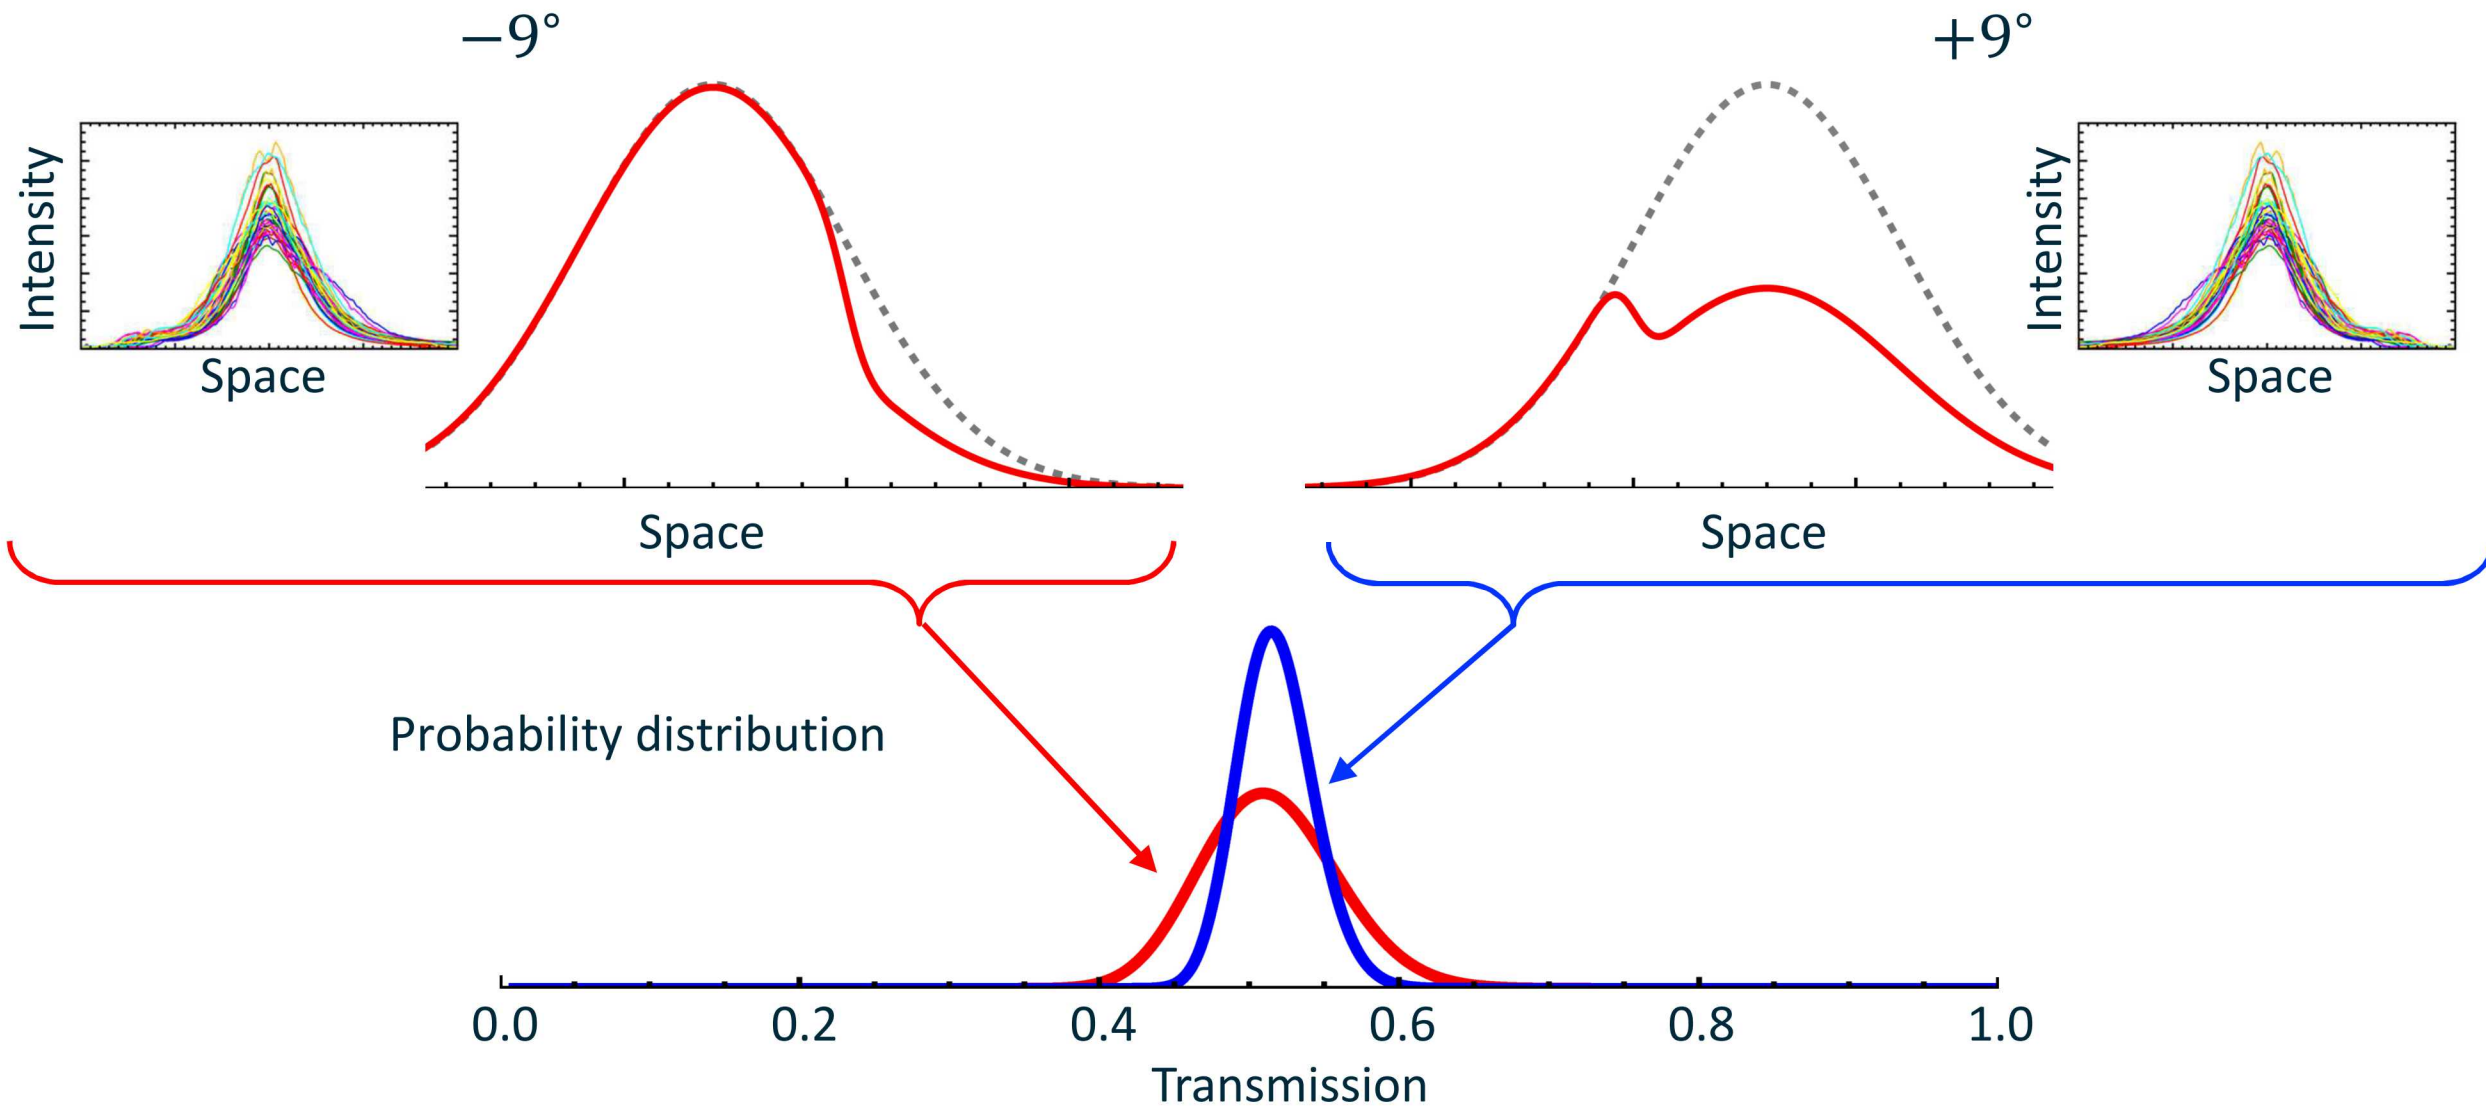 −9°
+9°
Intensity
Space
Space
Intensity
Space
Space
Probability distribution
0.0 0.2 0.4 0.6 0.8 1.0
Transmission